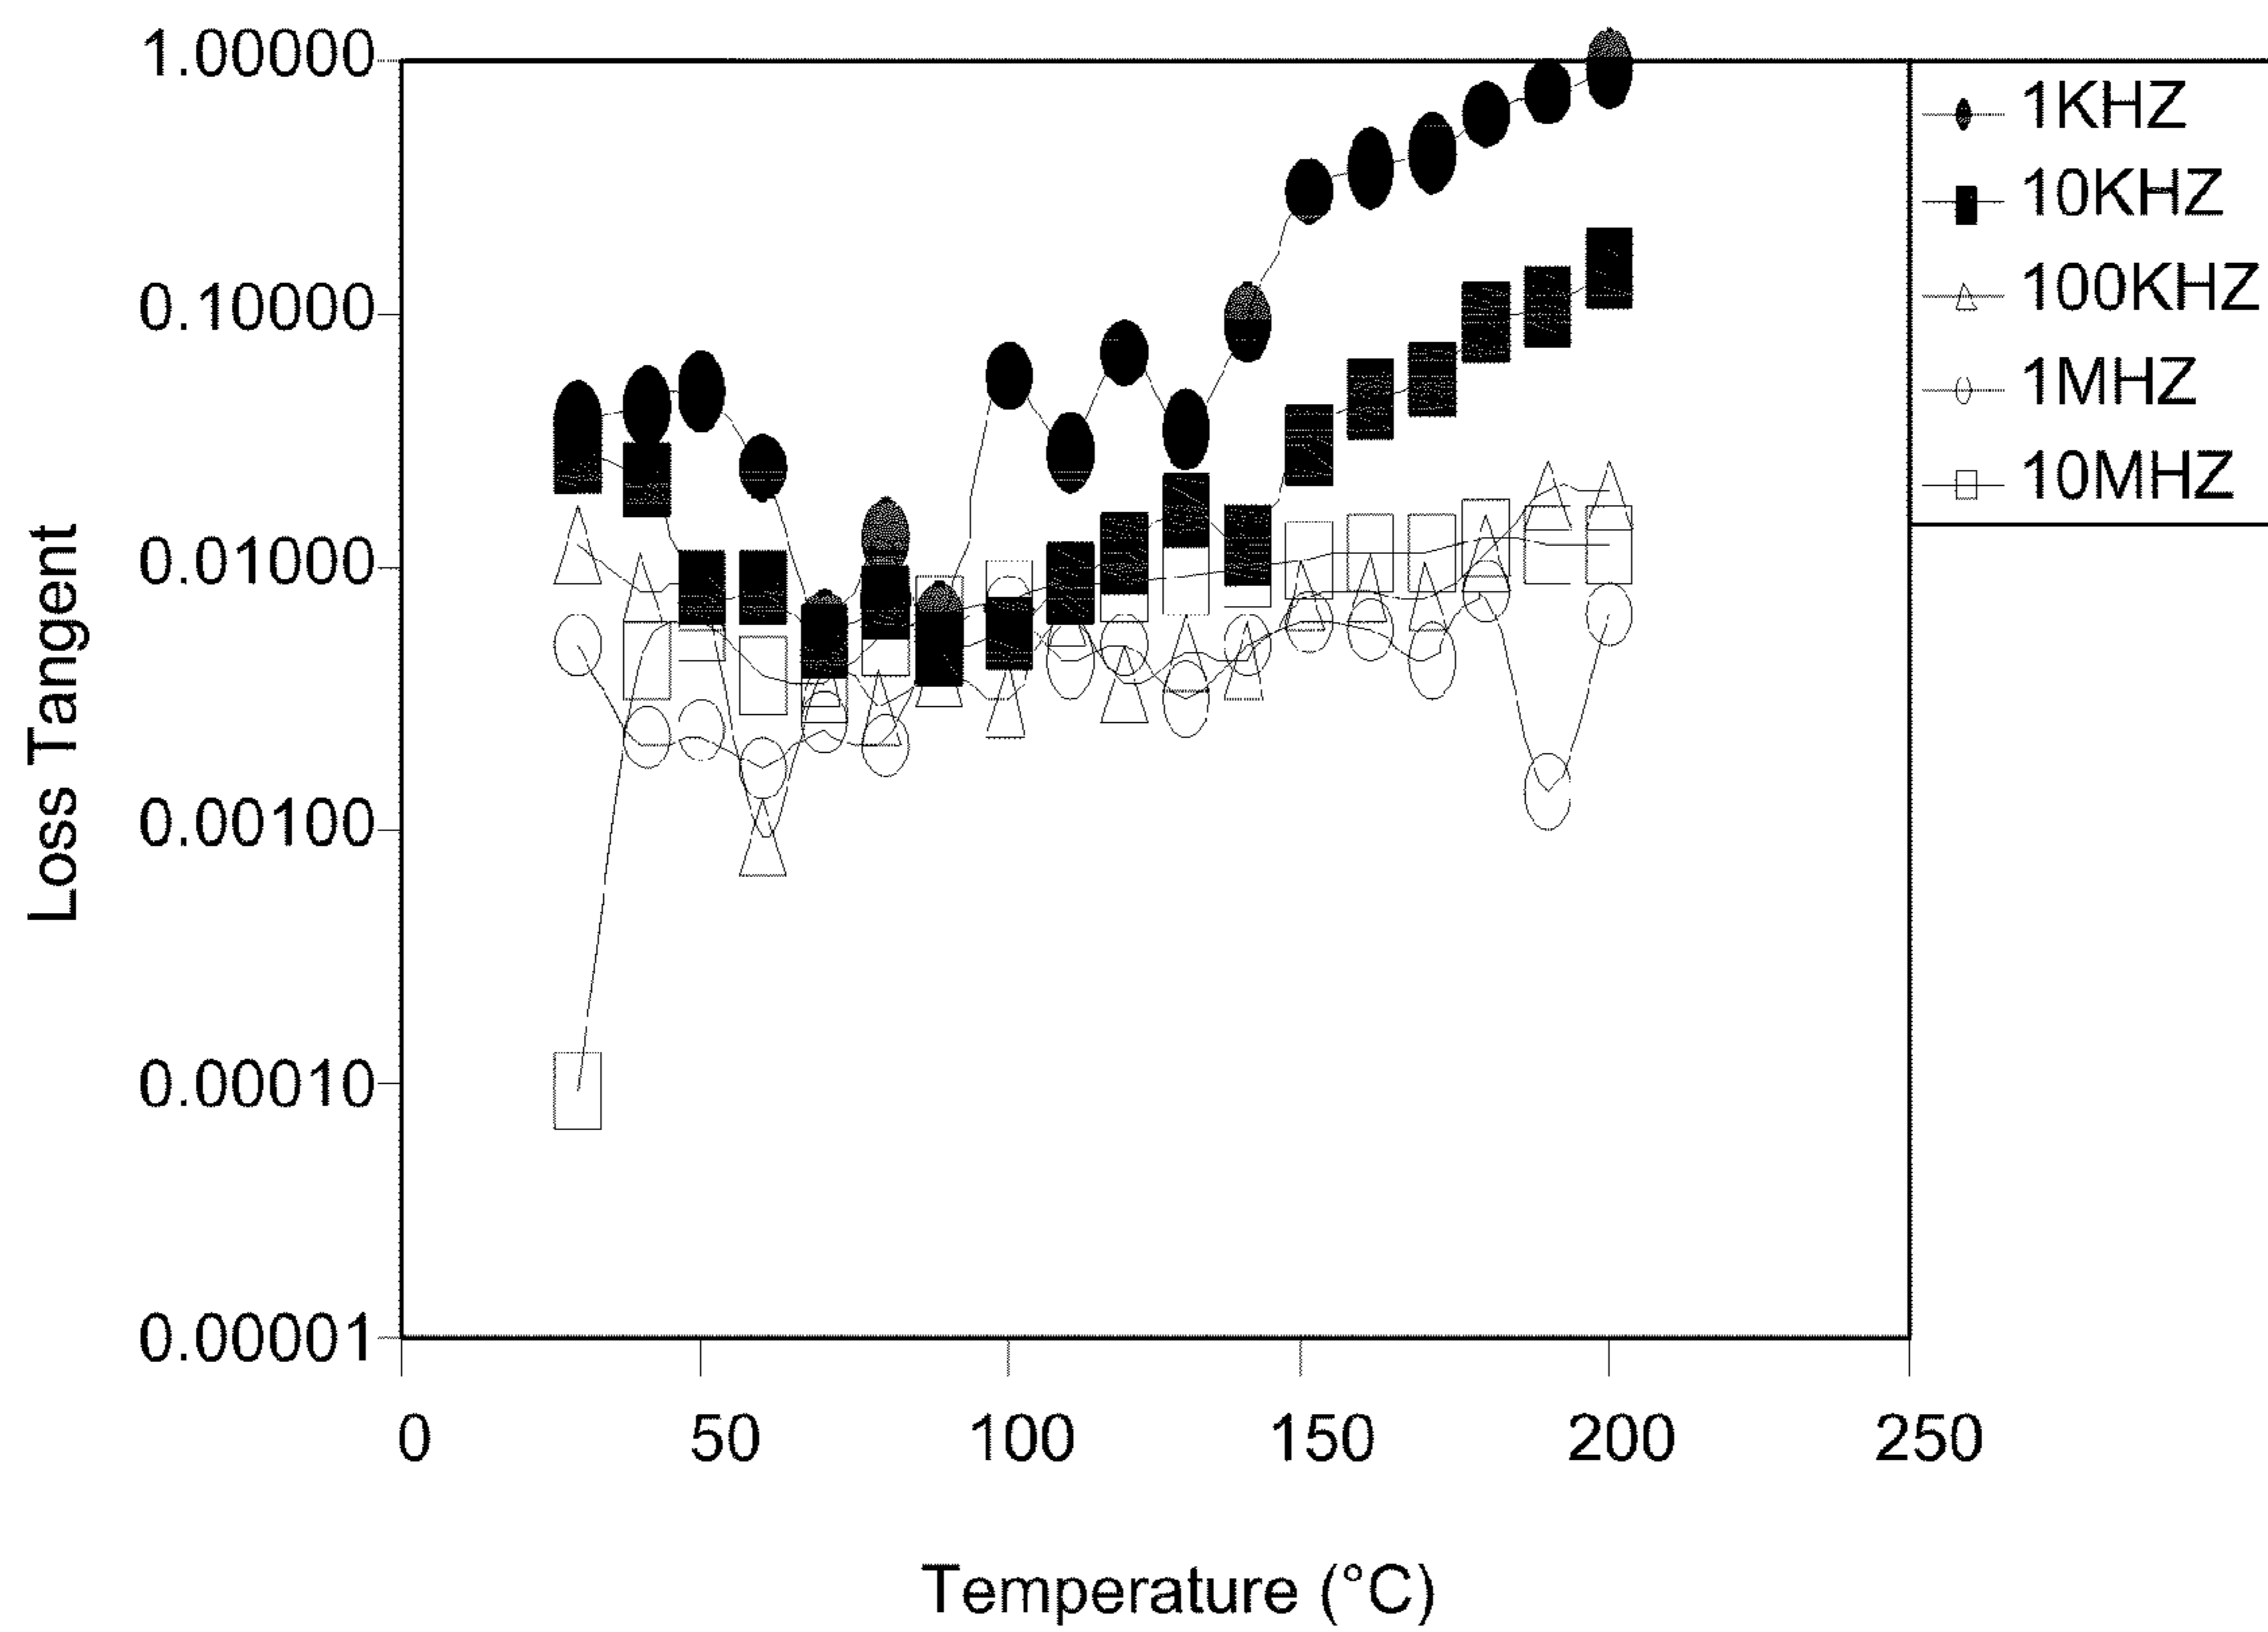 1.00000
0.10000
0.01000
0.00100
0.00010
0.00001
Loss Tangent
0
50
100
150
200
250
Temperature (°C)
1KHZ
10KHZ
100KHZ
1MHZ
10MHZ